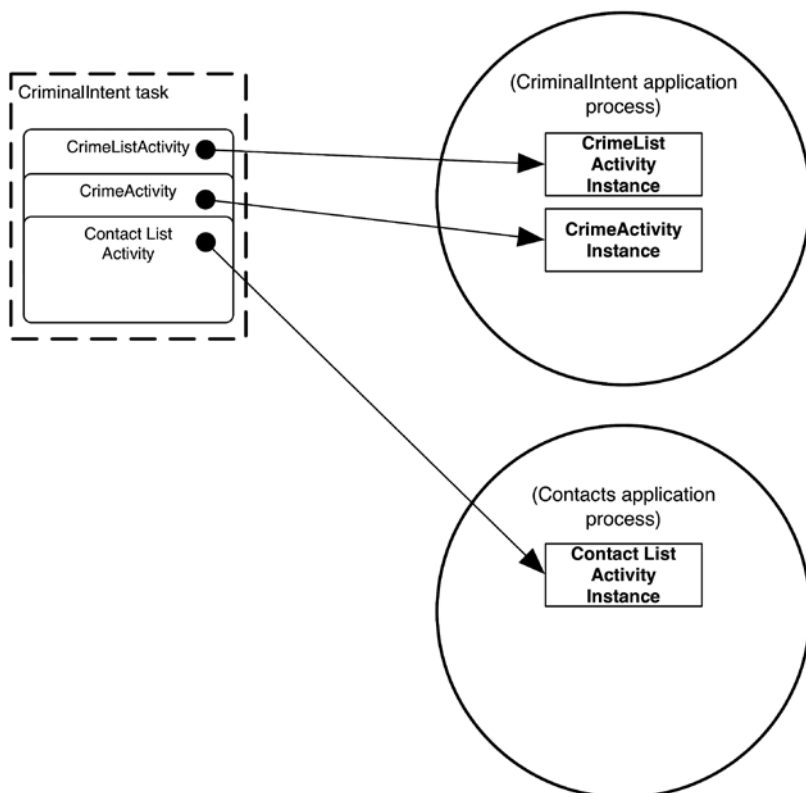 CriminalIntent task
CrimeListActivity
CrimeActivity
Contact List
Activity
(CriminalIntent application
process)
CrimeList
Activity
Instance
CrimeActivity
Instance
(Contacts application
process)
Contact List
Activity
Instance